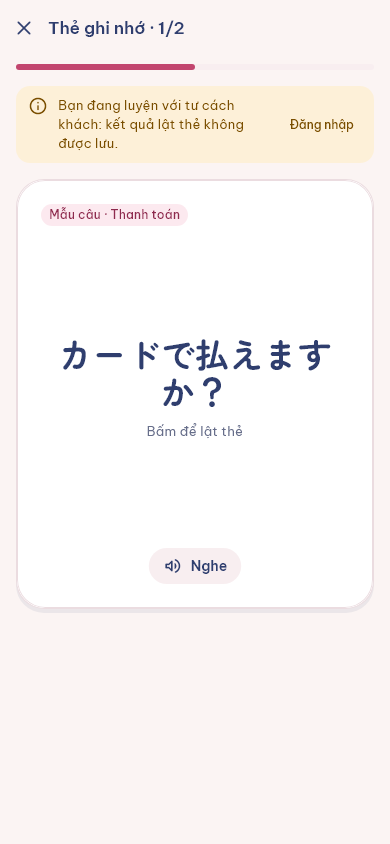 Thẻ ghi nhớ · 1/2
Bạn đang luyện với tư cách
khách: kết quả lật thẻ không
được lưu.
Đăng nhập
Mẫu câu · Thanh toán
カードで払えます
か？
Bấm để lật thẻ
Nghe